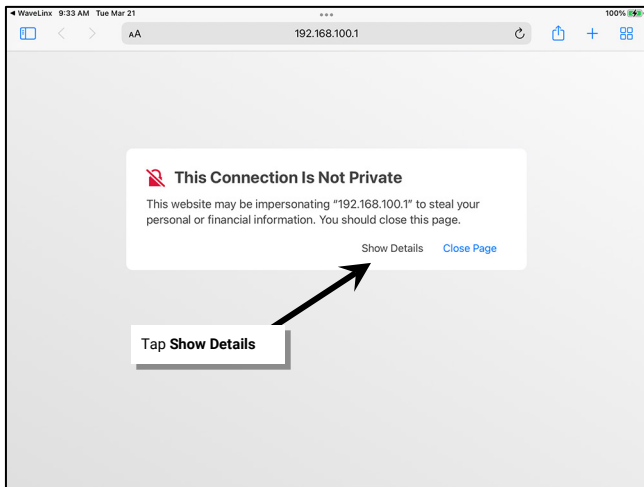 ◀ WaveLinx 9:33 AM Tue Mar 21 100%
AA 192.168.100.1
This Connection Is Not Private
This website may be impersonating "192.168.100.1" to steal your
personal or financial information. You should close this page.
Show Details Close Page
Tap Show Details